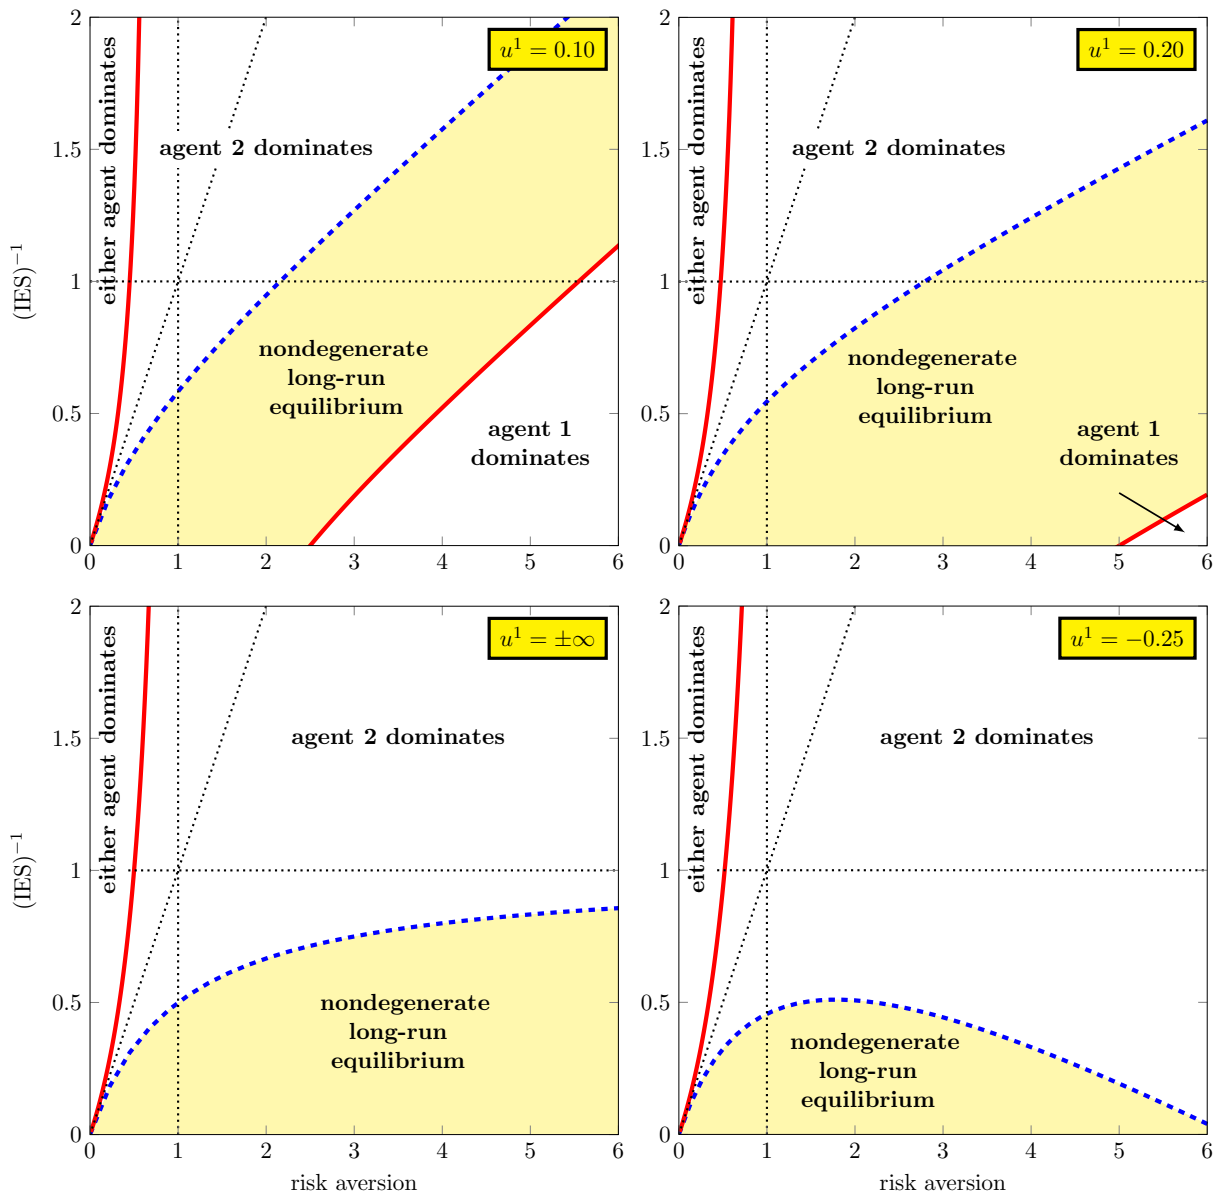 2
1.5
1
0.5
0
(IES)⁻¹
either agent dominates
agent 2 dominates
u¹ = 0.10
nondegenerate
long-run
equilibrium
agent 1
dominates
0 1 2 3 4 5 6
2
1.5
1
0.5
0
either agent dominates
agent 2 dominates
u¹ = 0.20
nondegenerate
long-run
equilibrium
agent 1
dominates
0 1 2 3 4 5 6
2
1.5
1
0.5
0
(IES)⁻¹
either agent dominates
u¹ = ±∞
agent 2 dominates
nondegenerate
long-run
equilibrium
0 1 2 3 4 5 6
risk aversion
2
1.5
1
0.5
0
either agent dominates
u¹ = −0.25
agent 2 dominates
nondegenerate
long-run
equilibrium
0 1 2 3 4 5 6
risk aversion